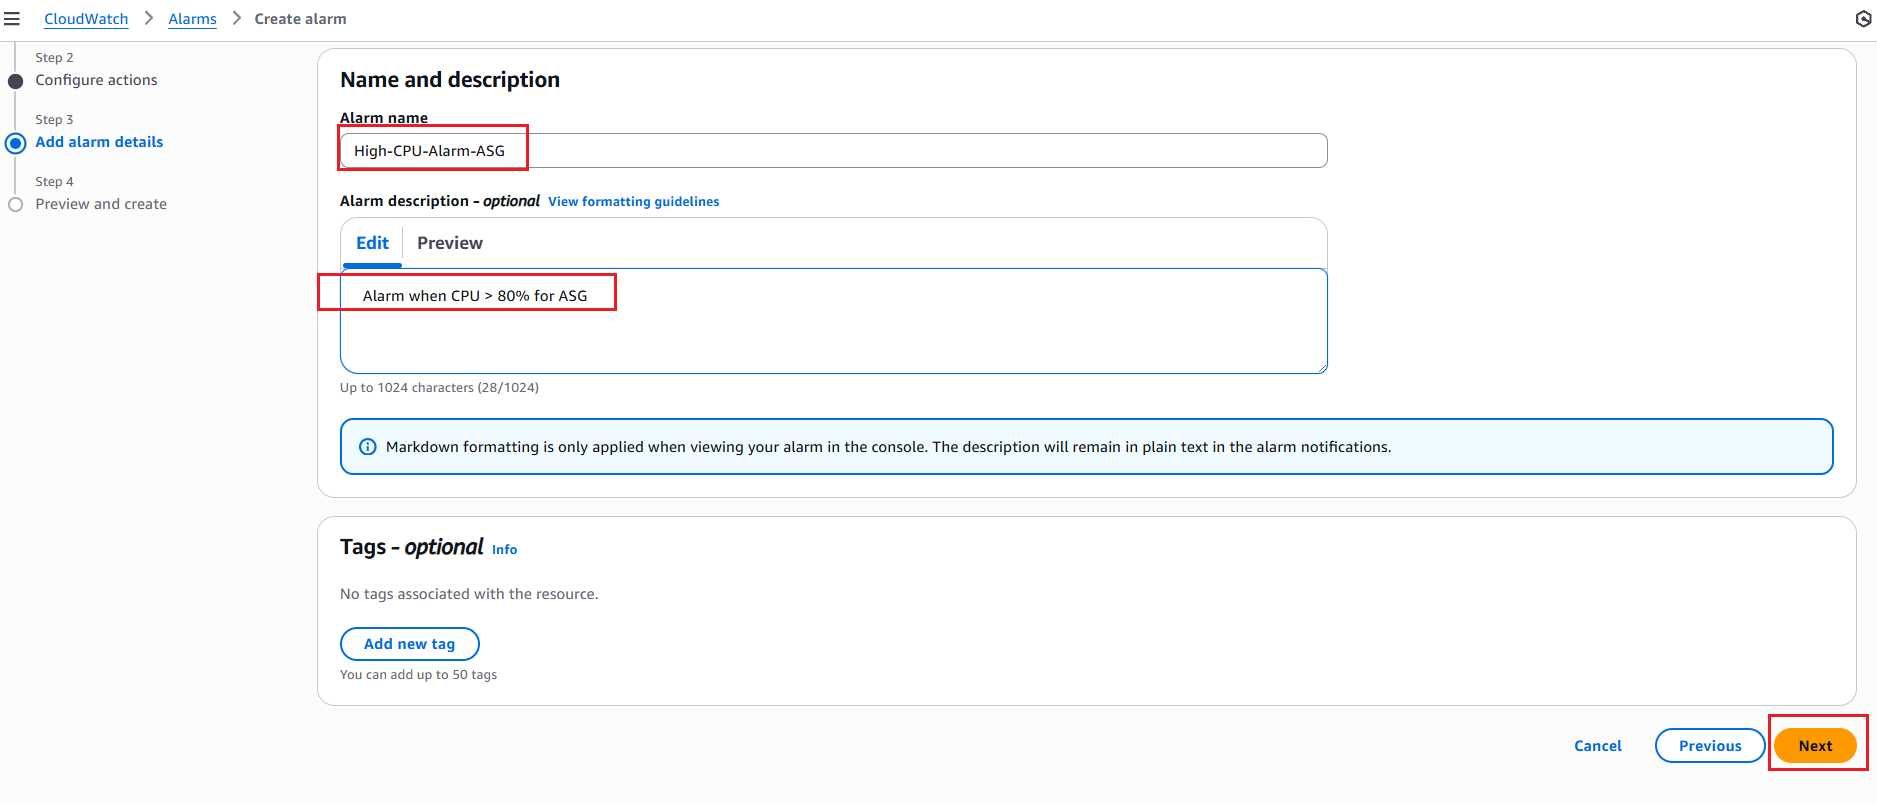 CloudWatch > Alarms > Create alarm
Step 2
Configure actions
Step 3
Add alarm details
Step 4
Preview and create
Name and description
Alarm name
High-CPU-Alarm-ASG
Alarm description - optional View formatting guidelines
Edit Preview
Alarm when CPU > 80% for ASG
Up to 1024 characters (28/1024)
Markdown formatting is only applied when viewing your alarm in the console. The description will remain in plain text in the alarm notifications.
Tags - optional Info
No tags associated with the resource.
Add new tag
You can add up to 50 tags
Cancel Previous Next